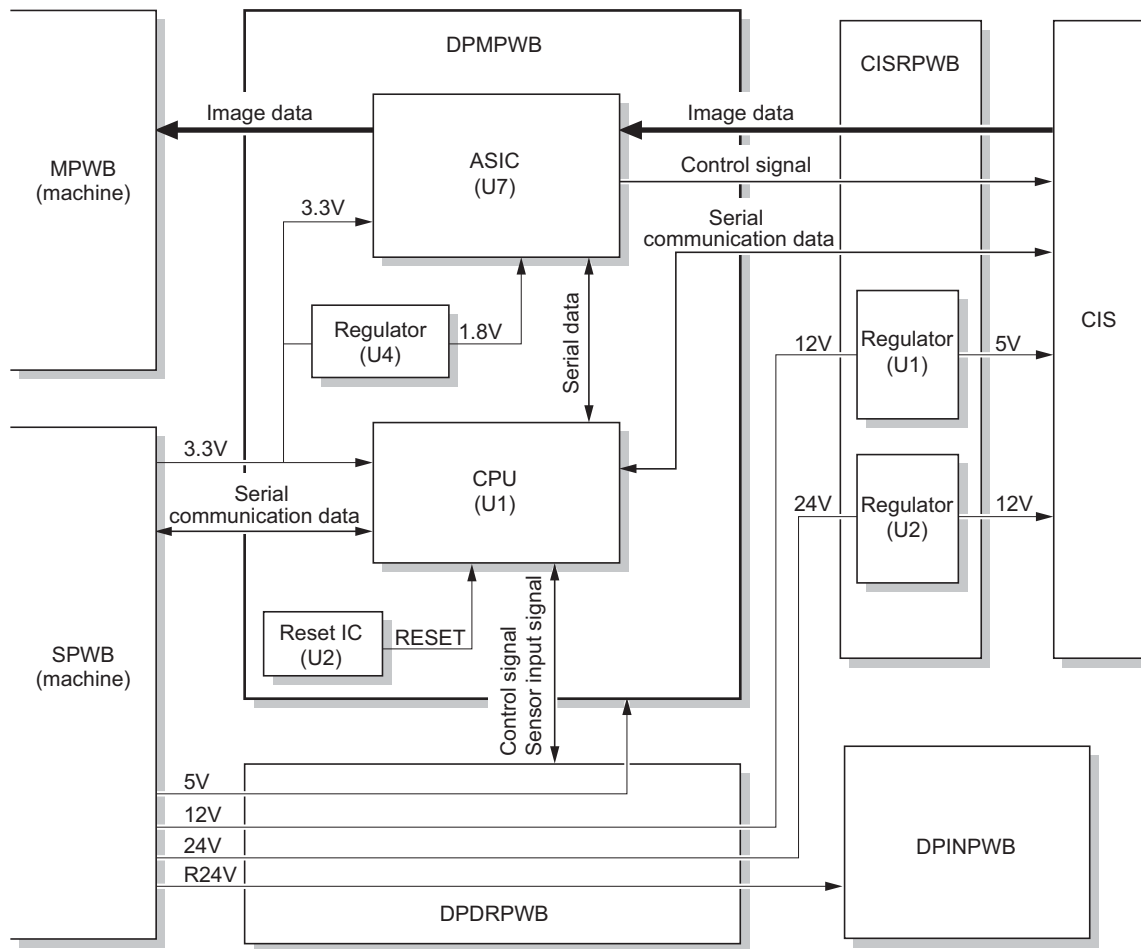 DPMPWB
CISRPWB
Image data
Image data
MPWB
(machine)
ASIC
(U7)
Control signal
3.3V
Serial
communication data
Regulator
(U4)
1.8V
Serial data
12V
Regulator
(U1)
5V
CIS
3.3V
CPU
(U1)
Serial
communication data
24V
Regulator
(U2)
12V
Reset IC
(U2)
RESET
Control signal
Sensor input signal
SPWB
(machine)
5V
12V
24V
R24V
DPINPWB
DPDRPWB